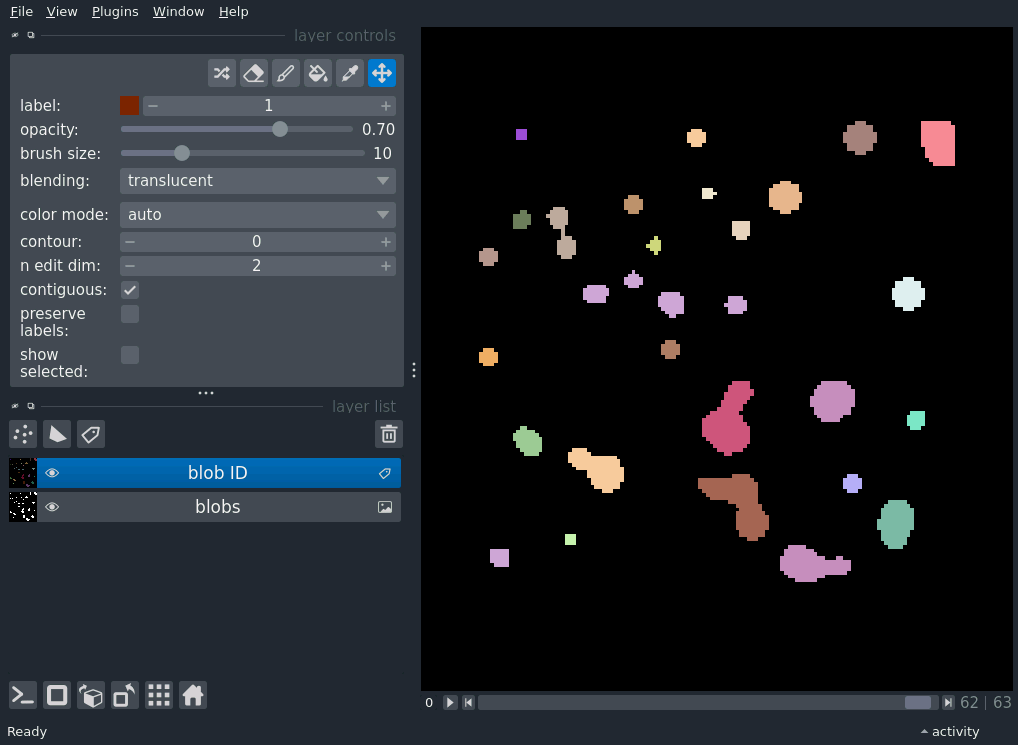 File View Plugins Window Help
layer controls
label: − 1 +
opacity: 0.70
brush size: 10
blending: translucent
color mode: auto
contour: − 0 +
n edit dim: − 2 +
contiguous:
preserve
labels:
show
selected:
layer list
blob ID
blobs
0 62 | 63
Ready activity